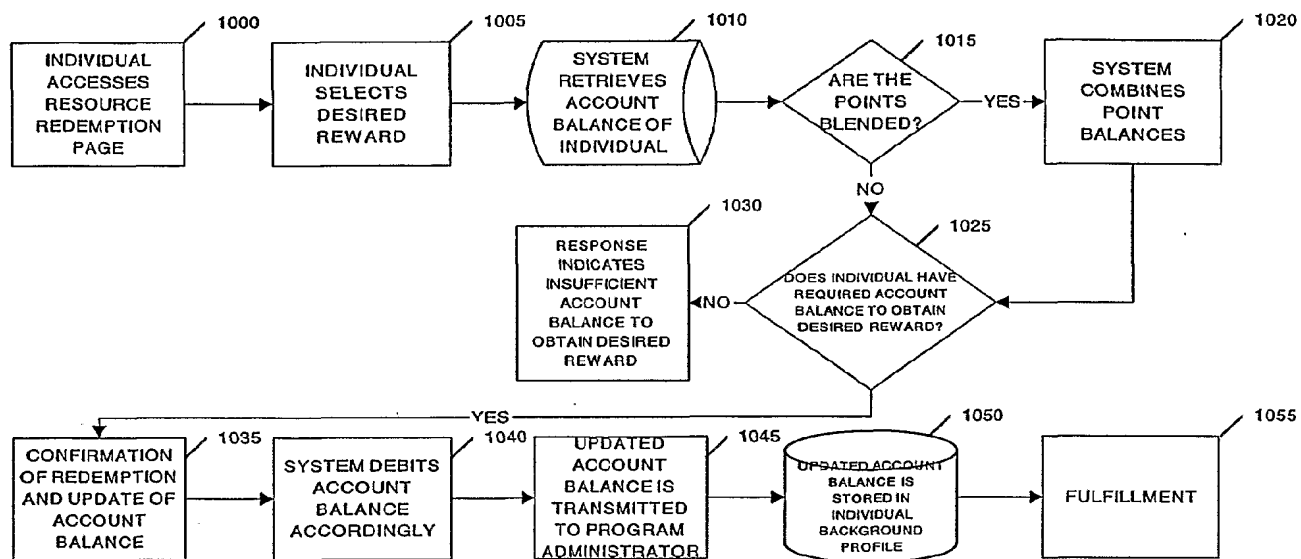 1000
INDIVIDUAL
ACCESSES
RESOURCE
REDEMPTION
PAGE
1005
INDIVIDUAL
SELECTS
DESIRED
REWARD
1010
SYSTEM
RETRIEVES
ACCOUNT
BALANCE OF
INDIVIDUAL
1015
ARE THE
POINTS
BLENDED?
YES
1020
SYSTEM
COMBINES
POINT
BALANCES
NO
1025
DOES INDIVIDUAL HAVE
REQUIRED ACCOUNT
BALANCE TO OBTAIN
DESIRED REWARD?
NO
1030
RESPONSE
INDICATES
INSUFFICIENT
ACCOUNT
BALANCE TO
OBTAIN DESIRED
REWARD
YES
1035
CONFIRMATION
OF REDEMPTION
AND UPDATE OF
ACCOUNT
BALANCE
1040
SYSTEM DEBITS
ACCOUNT
BALANCE
ACCORDINGLY
1045
UPDATED
ACCOUNT
BALANCE IS
TRANSMITTED
TO PROGRAM
ADMINISTRATOR
1050
UPDATED ACCOUNT
BALANCE IS
STORED IN
INDIVIDUAL
BACKGROUND
PROFILE
1055
FULFILLMENT